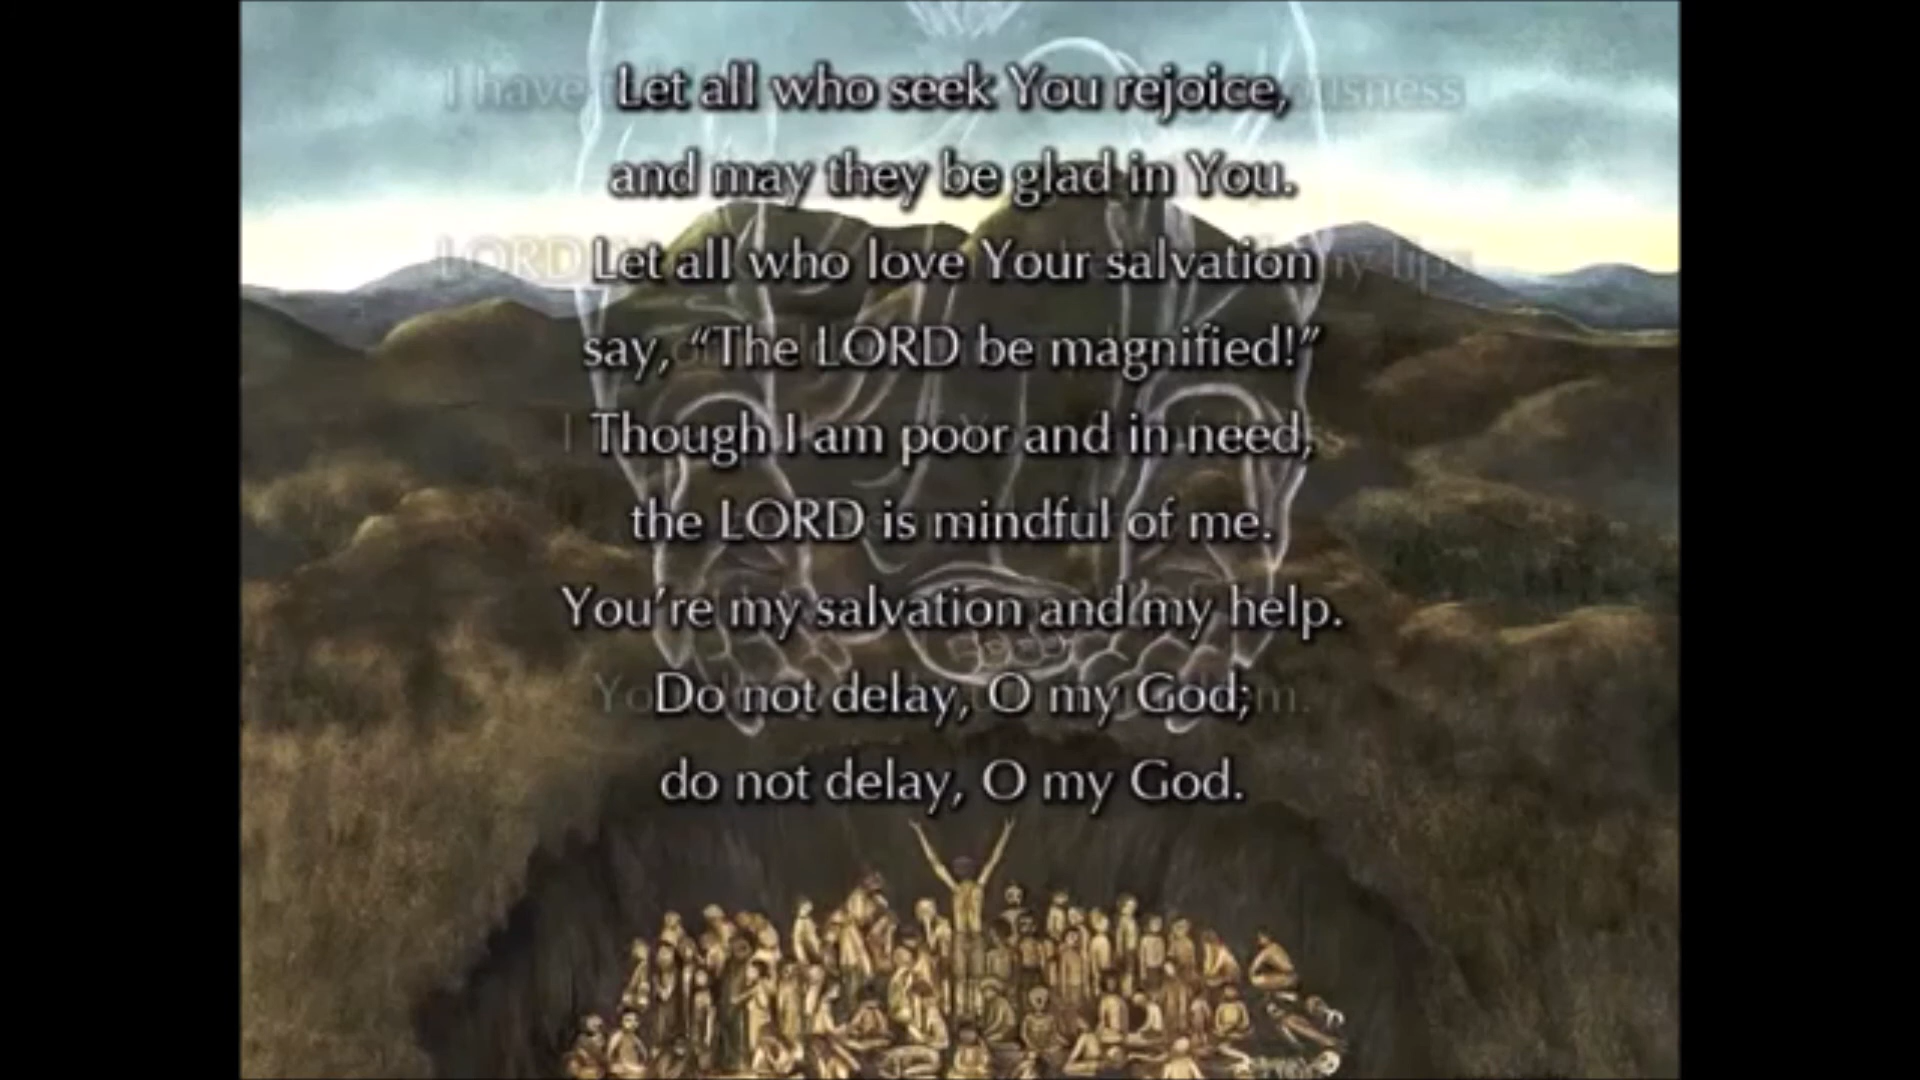 Let all who seek You rejoice,
and may they be glad in You.
Let all who love Your salvation
say, “The LORD be magnified!”
Though I am poor and in need,
the LORD is mindful of me.
You’re my salvation and my help.
Do not delay, O my God;
do not delay, O my God.